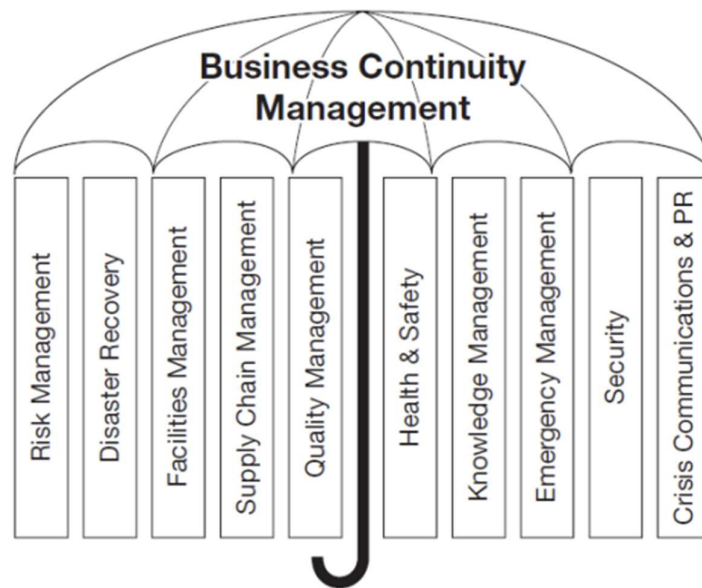 Business Continuity
Management
Risk Management
Disaster Recovery
Facilities Management
Supply Chain Management
Quality Management
Health & Safety
Knowledge Management
Emergency Management
Security
Crisis Communications & PR